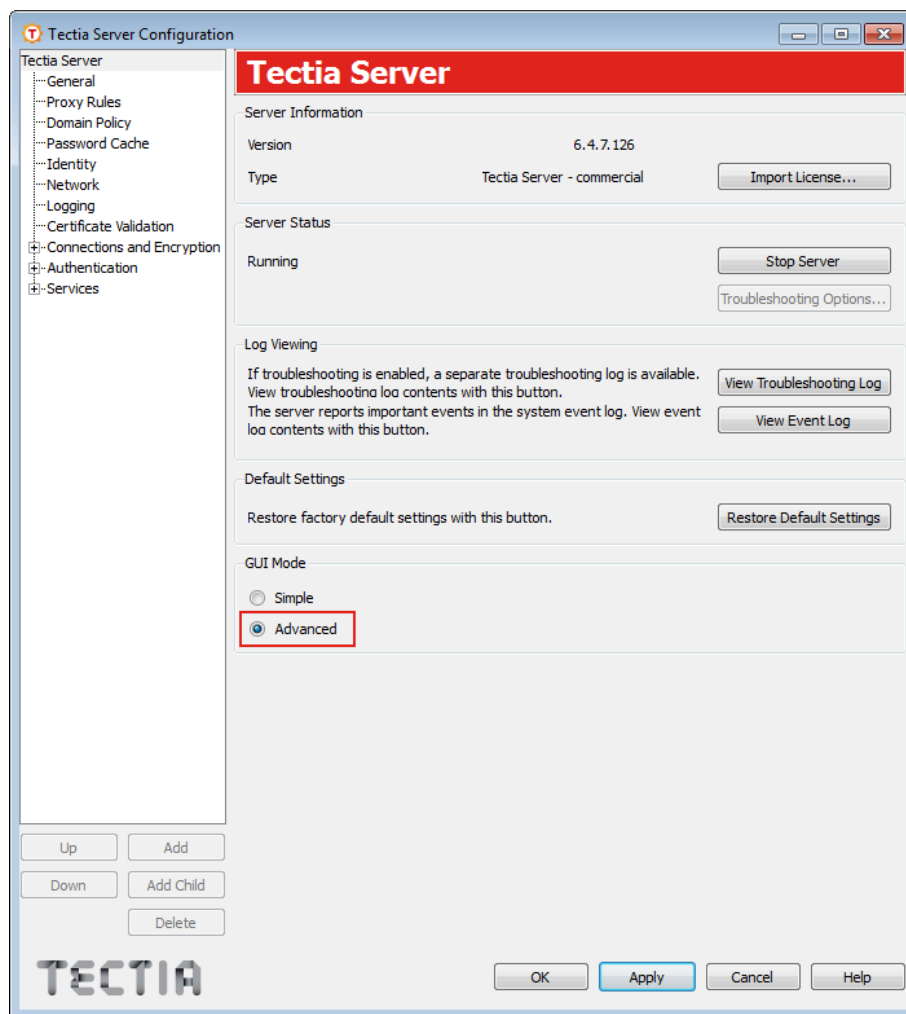 Tectia Server Configuration
Tectia Server
General
Proxy Rules
Domain Policy
Password Cache
Identity
Network
Logging
Certificate Validation
Connections and Encryption
Authentication
Services
Up
Add
Down
Add Child
Delete
TECTIA
Tectia Server
Server Information
Version 6.4.7.126
Type Tectia Server - commercial Import License...
Server Status
Running Stop Server
Troubleshooting Options...
Log Viewing
If troubleshooting is enabled, a separate troubleshooting log is available.
View troubleshooting log contents with this button.
View Troubleshooting Log
The server reports important events in the system event log. View event
log contents with this button.
View Event Log
Default Settings
Restore factory default settings with this button. Restore Default Settings
GUI Mode
Simple
Advanced
OK Apply Cancel Help